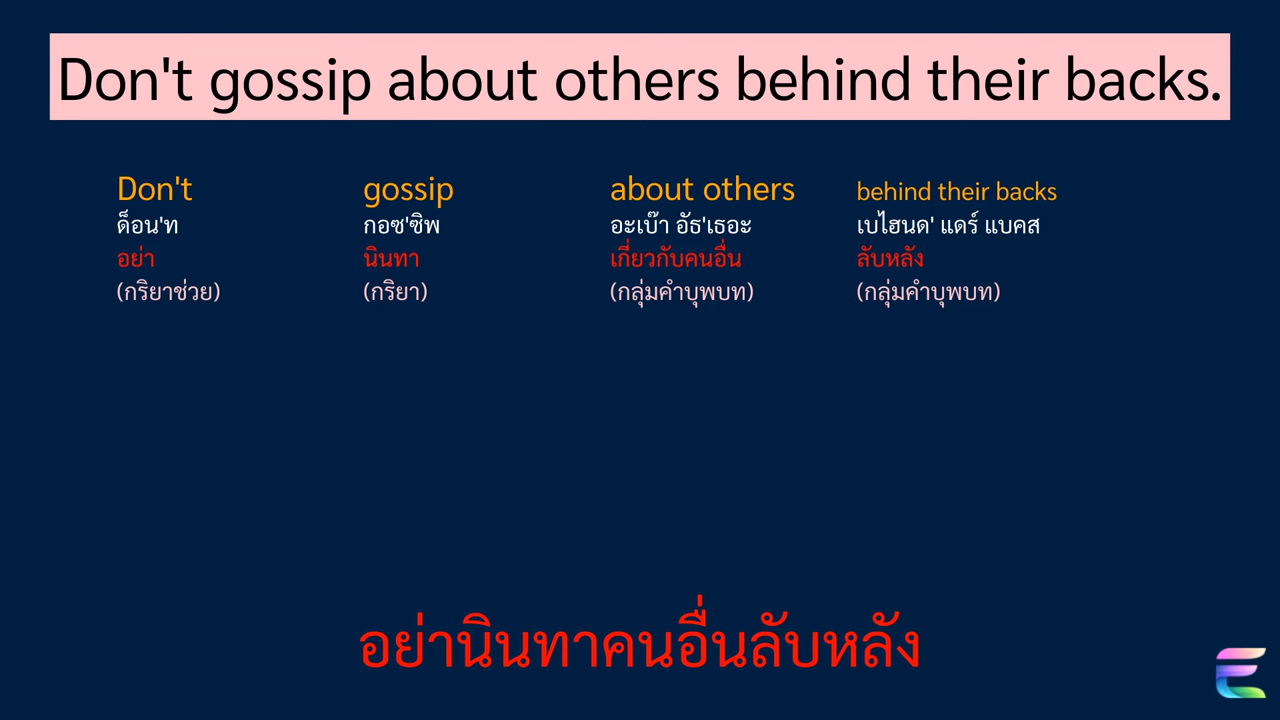 Don't gossip about others behind their backs.
Don't gossip about others behind their backs
ด็อน'ท กอซ'ซิพ อะเบ๊า อัธ'เธอะ เบไฮนด' แดร์ แบคส
อย่า นินทา เกี่ยวกับคนอื่น ลับหลัง
(กริยาช่วย) (กริยา) (กลุ่มคำบุพบท) (กลุ่มคำบุพบท)
อย่านินทาคนอื่นลับหลัง